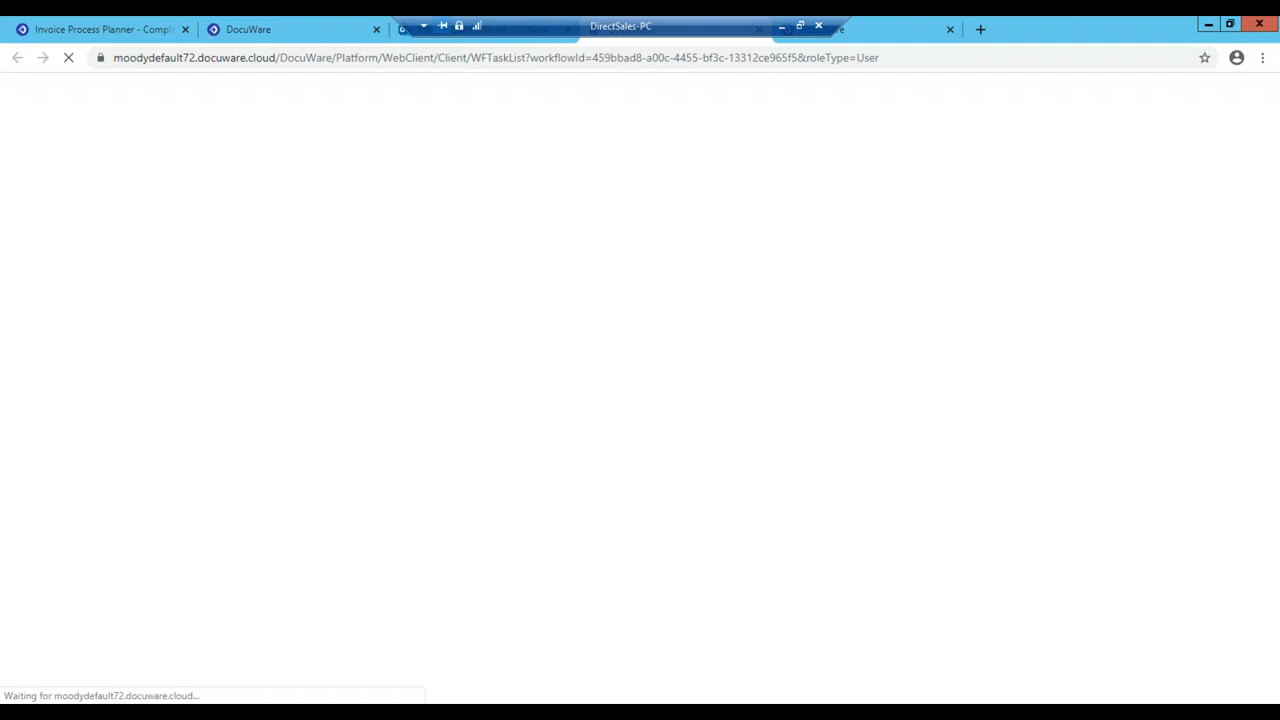 Invoice Process Planner - Comple
DocuWare
DirectSales-PC
moodydefault72.docuware.cloud/DocuWare/Platform/WebClient/Client/WFTaskList?workflowId=459bbad8-a00c-4455-bf3c-13312ce965f5&roleType=User
Waiting for moodydefault72.docuware.cloud...